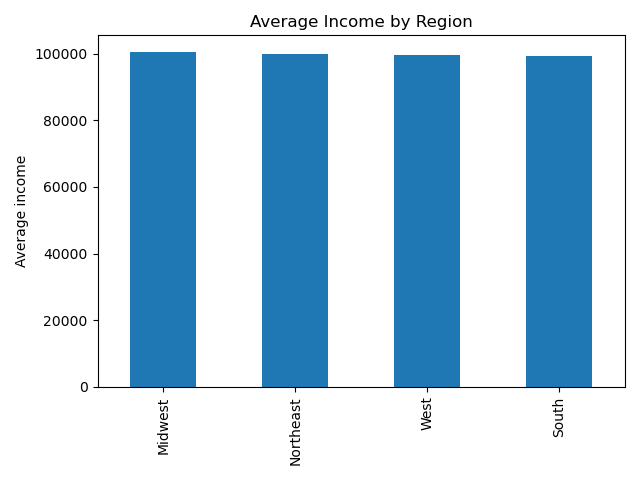 Average Income by Region
Average income
100000
80000
60000
40000
20000
0
Midwest
Northeast
West
South